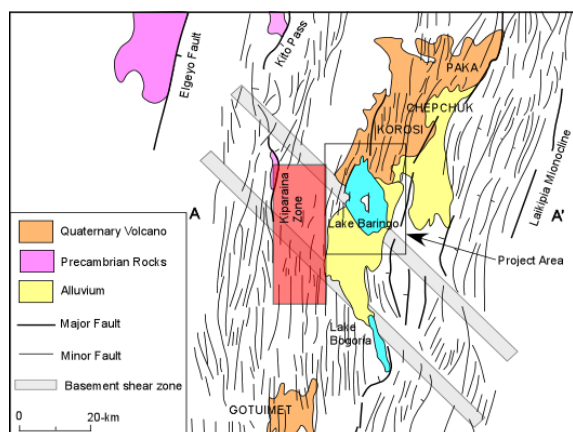 Elgeyo Fault
Kito Pass
PAKA
CHEPCHUK
KOROSI
Laikipia Mionocline
A
Kiparaina
Zone
A'
Lake Baringo
Quaternary Volcano
Precambrian Rocks
Alluvium
Major Fault
Minor Fault
Basement shear zone
0
20-km
Project Area
Lake
Bogoria
GOTUIMET